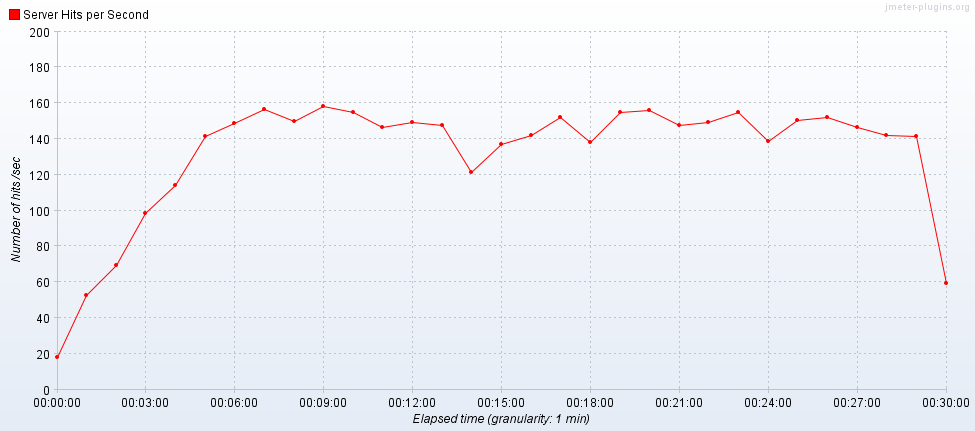 jmeter-plugins.org
Server Hits per Second
200
180
160
140
120
100
80
60
40
20
0
Number of hits /sec
00:00:00 00:03:00 00:06:00 00:09:00 00:12:00 00:15:00 00:18:00 00:21:00 00:24:00 00:27:00 00:30:00
Elapsed time (granularity: 1 min)